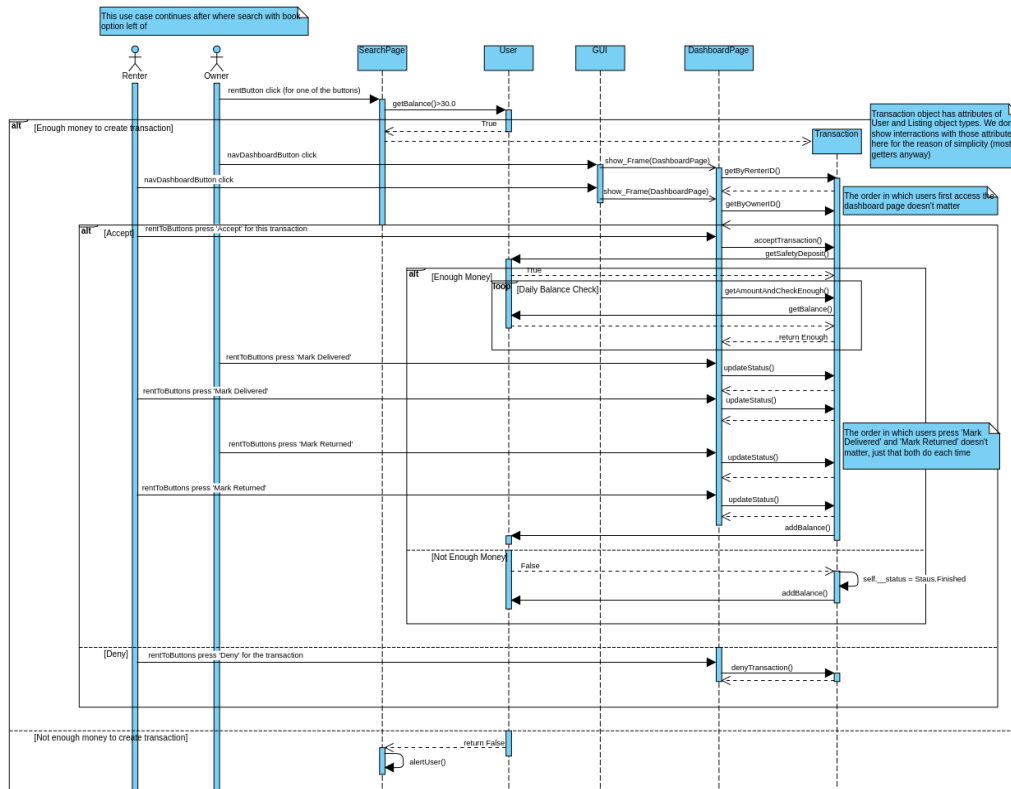 This use case continues after where search with book
option left of
Renter
Owner
SearchPage
User
GUI
DashboardPage
rentButton click (for one of the buttons)
getBalance()>30.0
True
alt
[Enough money to create transaction]
Transaction object has attributes of
User and Listing object types. We
show interractions with those
here for the reason of simplicity
getters anyway)
Transaction
navDashboardButton click
show_Frame(DashboardPage)
getByRenterID()
navDashboardButton click
show_Frame(DashboardPage)
The order in which users first access the
dashboard page doesn't matter
getByOwnerID()
alt
[Accept]
rentToButtons press 'Accept' for this transaction
acceptTransaction()
getSafetyDeposit()
alt
[Enough Money]
True
loop
[Daily Balance Check]
getAmountAndCheckEnough()
getBalance()
return Enough
rentToButtons press 'Mark Delivered'
updateStatus()
rentToButtons press 'Mark Delivered'
updateStatus()
The order in which users press 'Mark
Delivered' and 'Mark Returned' doesn't
matter, just that both do each time
rentToButtons press 'Mark Returned'
updateStatus()
rentToButtons press 'Mark Returned'
updateStatus()
addBalance()
[Not Enough Money]
False
self.__status = Staus.Finished
addBalance()
[Deny]
rentToButtons press 'Deny' for the transaction
denyTransaction()
[Not enough money to create transaction]
return False
alertUser()